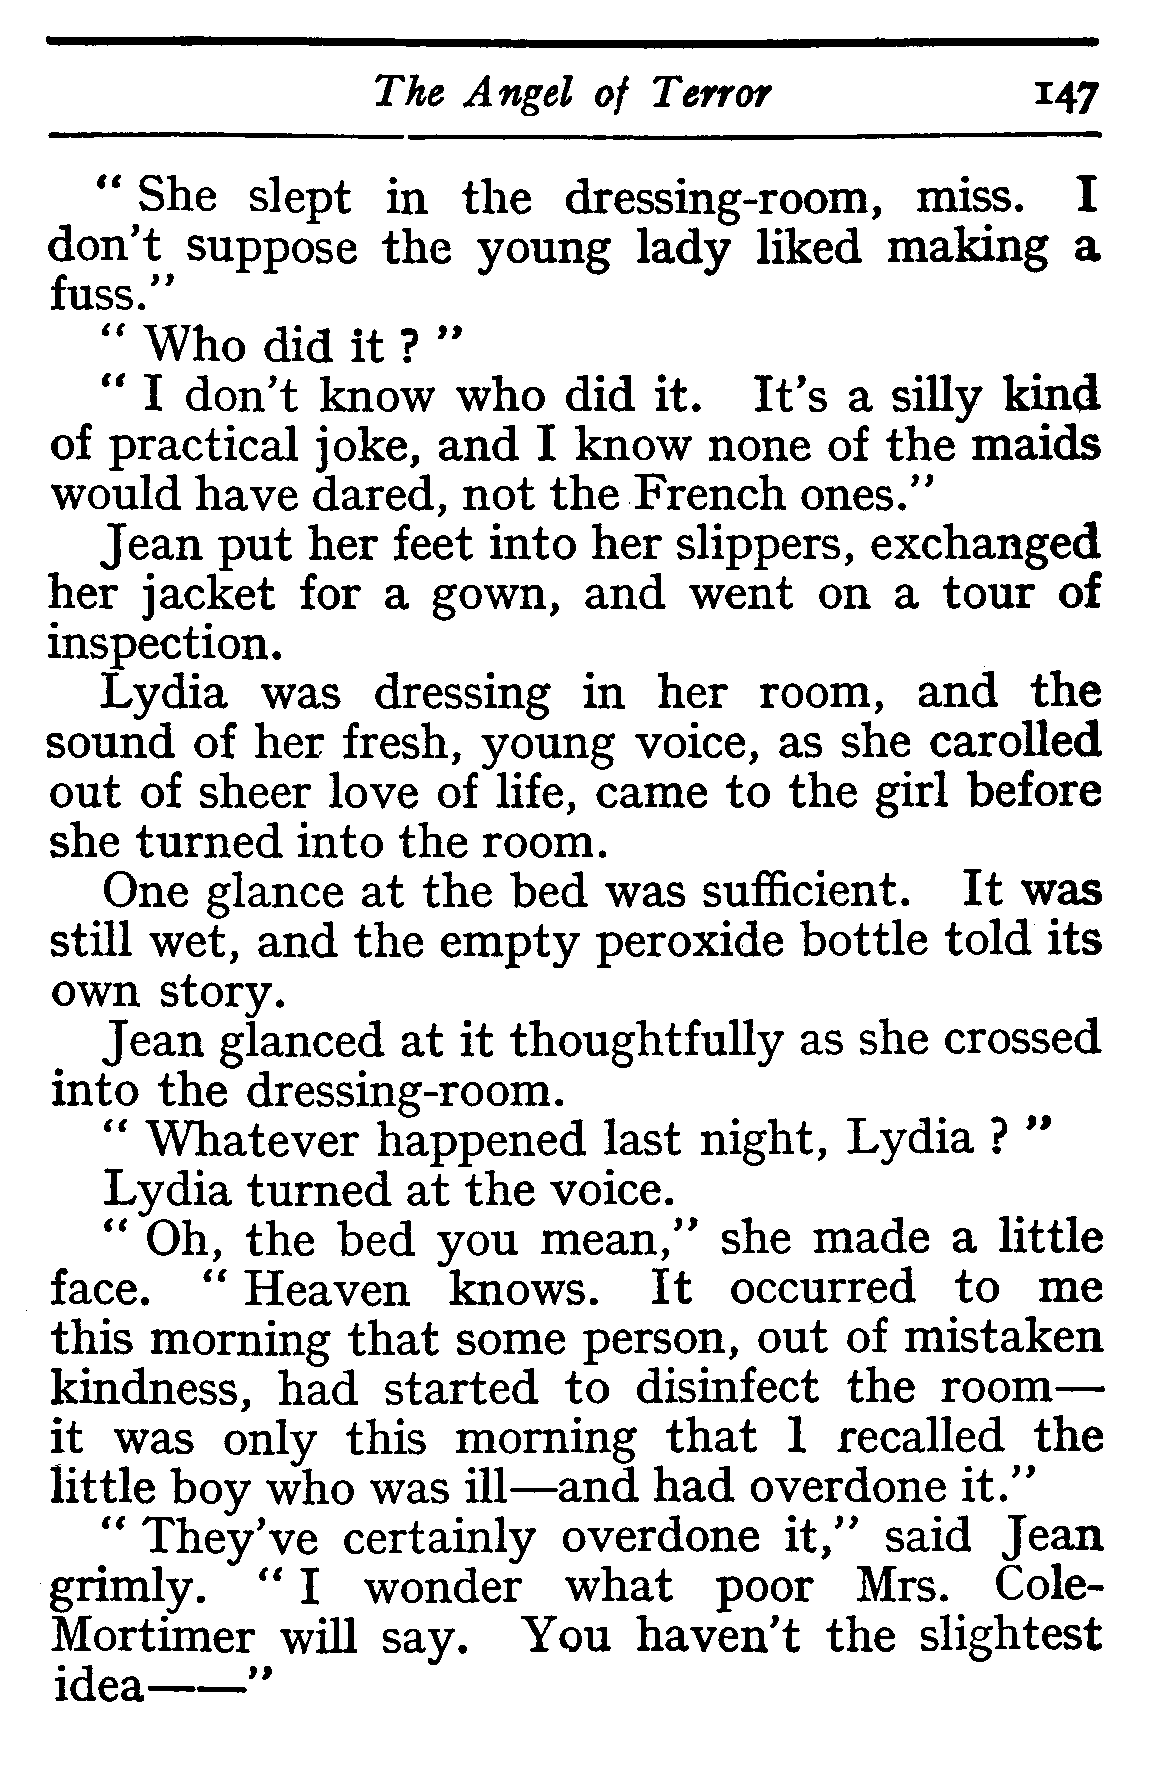 The Angel of Terror 147
“ She slept in the dressing-room, miss. I
don't suppose the young lady liked making a
fuss.”
“ Who did it ? ”
“ I don't know who did it. It's a silly kind
of practical joke, and I know none of the maids
would have dared, not the French ones.”
Jean put her feet into her slippers, exchanged
her jacket for a gown, and went on a tour of
inspection.
Lydia was dressing in her room, and the
sound of her fresh, young voice, as she carolled
out of sheer love of life, came to the girl before
she turned into the room.
One glance at the bed was sufficient. It was
still wet, and the empty peroxide bottle told its
own story.
Jean glanced at it thoughtfully as she crossed
into the dressing-room.
“ Whatever happened last night, Lydia ? ”
Lydia turned at the voice.
“ Oh, the bed you mean,” she made a little
face. “ Heaven knows. It occurred to me
this morning that some person, out of mistaken
kindness, had started to disinfect the room—
it was only this morning that I recalled the
little boy who was ill—and had overdone it.”
“ They've certainly overdone it,” said Jean
grimly. “ I wonder what poor Mrs. Cole-
Mortimer will say. You haven't the slightest
idea——”